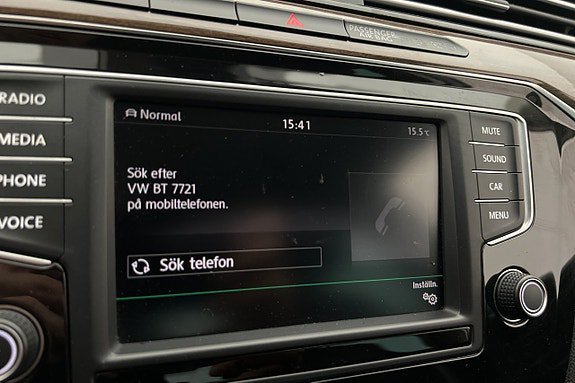 PASSENGER
AIR BAG
RADIO
MEDIA
PHONE
VOICE
Normal
15:41
15.5°C
Sök efter
VW BT 7721
på mobiltelefonen.
Sök telefon
Inställn.
MUTE
SOUND
CAR
MENU